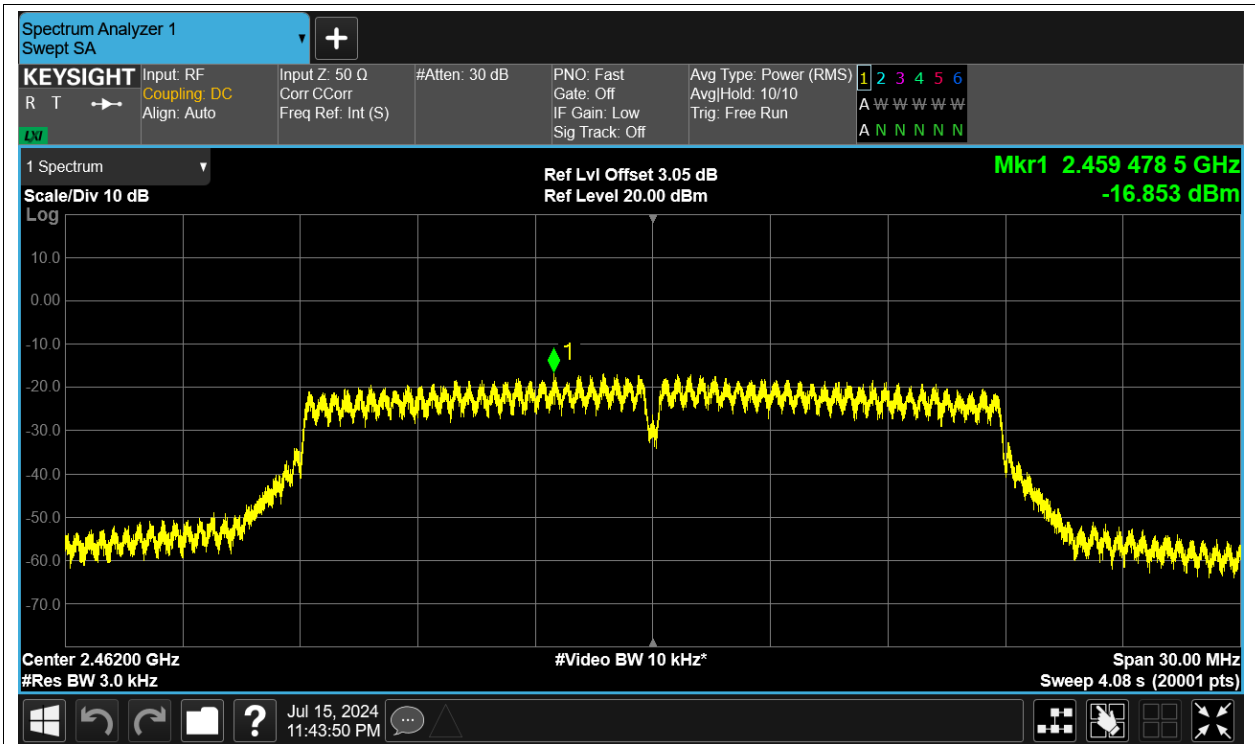 Spectrum Analyzer 1
Swept SA
KEYSIGHT
R T
LXI
Input: RF
Coupling: DC
Align: Auto
Input Z: 50 Ω
Corr CCorr
Freq Ref: Int (S)
#Atten: 30 dB
PNO: Fast
Gate: Off
IF Gain: Low
Sig Track: Off
Avg Type: Power (RMS)
Avg|Hold: 10/10
Trig: Free Run
1 2 3 4 5 6
A W W W W W
A N N N N N
1 Spectrum
Scale/Div 10 dB
Log
Ref Lvl Offset 3.05 dB
Ref Level 20.00 dBm
Mkr1 2.459 478 5 GHz
-16.853 dBm
10.0
0.00
-10.0
1
-20.0
-30.0
-40.0
-50.0
-60.0
-70.0
Center 2.46200 GHz
#Res BW 3.0 kHz
#Video BW 10 kHz*
Span 30.00 MHz
Sweep 4.08 s (20001 pts)
?
Jul 15, 2024
11:43:50 PM